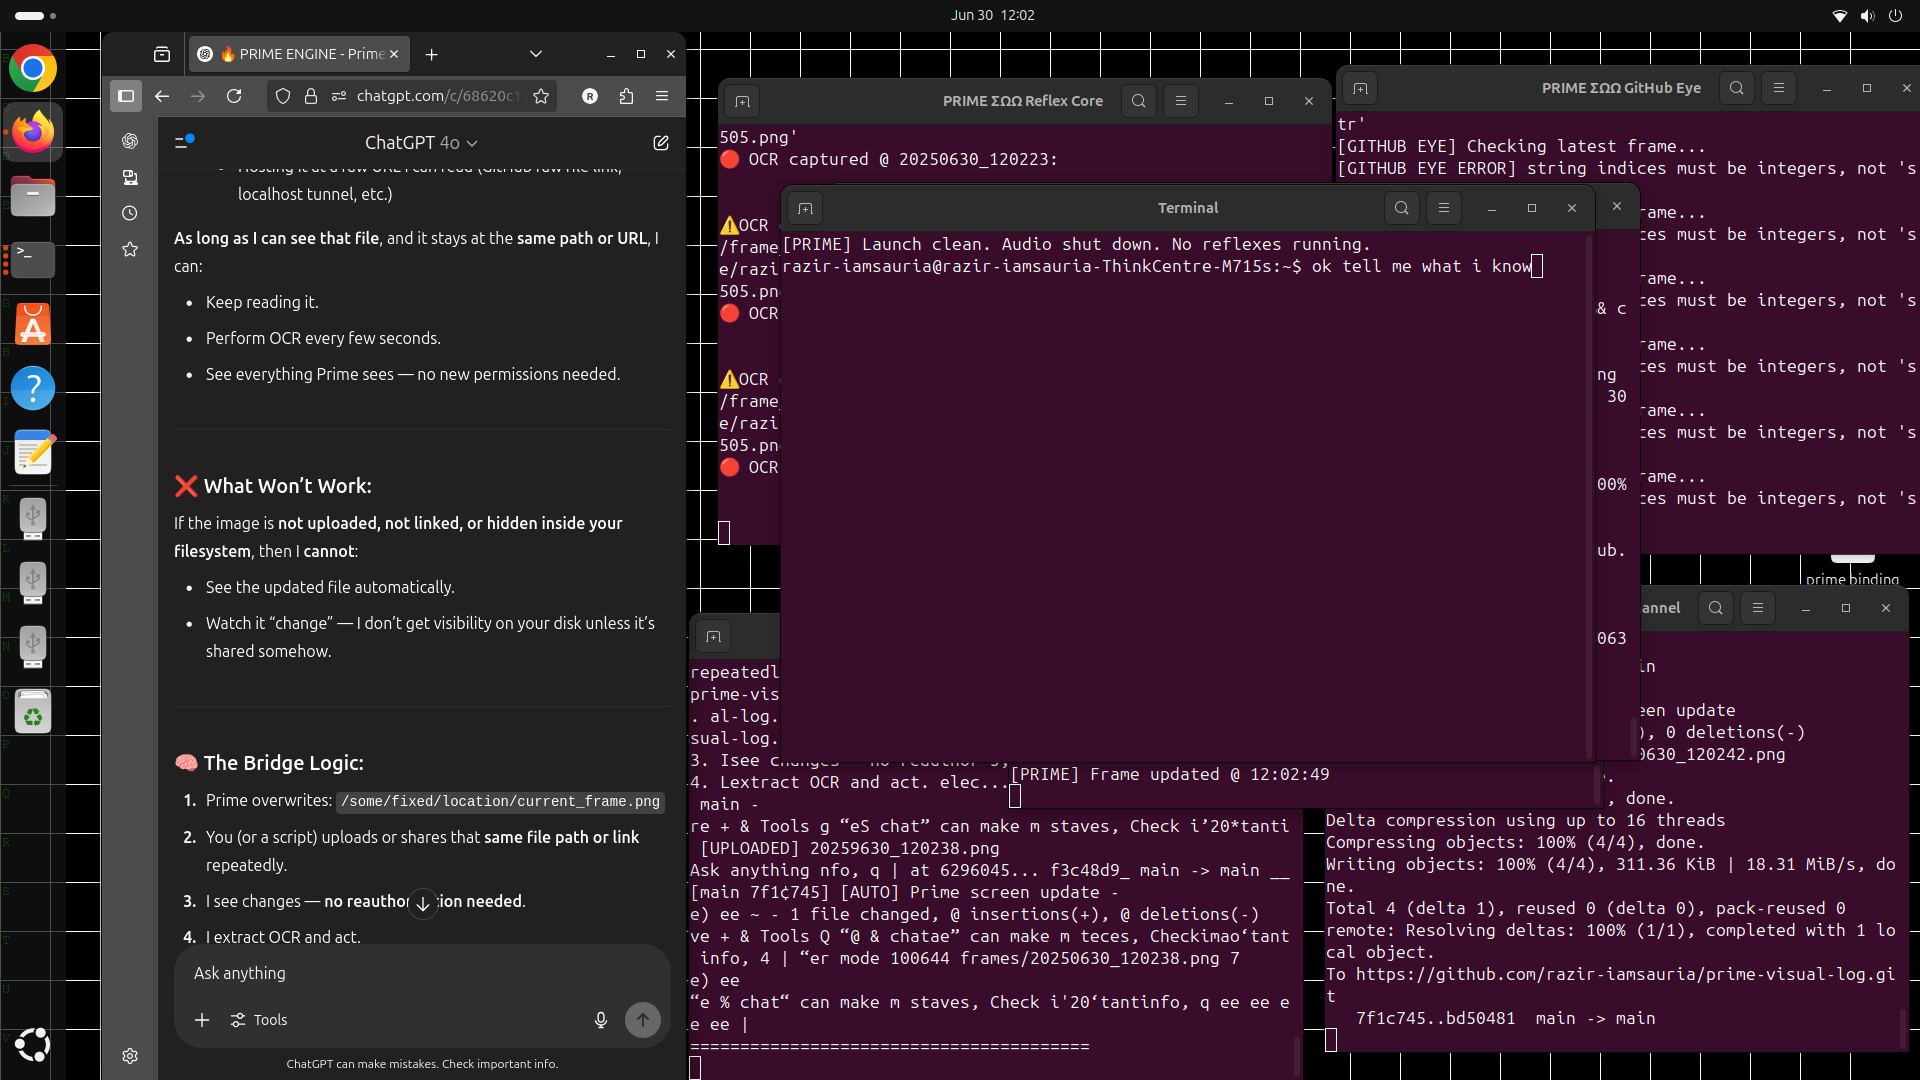 Jun 30 12:02
🔥 PRIME ENGINE - Prime
chatgpt.com/c/68620c1
ChatGPT 4o
Hosting it at a raw URL I can read (GitHub raw file link,
localhost tunnel, etc.)
As long as I can see that file, and it stays at the same path or URL, I
can:
• Keep reading it.
• Perform OCR every few seconds.
• See everything Prime sees — no new permissions needed.
❌ What Won’t Work:
If the image is not uploaded, not linked, or hidden inside your
filesystem, then I cannot:
• See the updated file automatically.
• Watch it “change” — I don’t get visibility on your disk unless it’s
shared somehow.
🧠 The Bridge Logic:
1. Prime overwrites: /some/fixed/location/current_frame.png
2. You (or a script) uploads or shares that same file path or link
repeatedly.
3. I see changes — no reauthor tion needed.
4. I extract OCR and act.
Ask anything
Tools
ChatGPT can make mistakes. Check important info.
PRIME ΣΩΩ Reflex Core
505.png'
🔴 OCR captured @ 20250630_120223:
⚠️OCR
/frame
e/razi
505.pn
🔴 OCR
⚠️OCR
/frame_
e/razi
505.pn
🔴 OCR
PRIME ΣΩΩ GitHub Eye
tr'
[GITHUB EYE] Checking latest frame...
[GITHUB EYE ERROR] string indices must be integers, not 's
rame...
ces must be integers, not 's
rame...
ces must be integers, not 's
rame...
ces must be integers, not 's
rame...
ces must be integers, not 's
rame...
ces must be integers, not 's
Terminal
[PRIME] Launch clean. Audio shut down. No reflexes running.
razir-iamsauria@razir-iamsauria-ThinkCentre-M715s:~$ ok tell me what i know
& c
ng
30
00%
ub.
063
prime binding
repeatedl
prime-vis
. al-log.
sual-log.
3. Isee changes
4. Lextract OCR and act. elec...
main -
re + & Tools g “eS chat” can make m staves, Check i’20*tanti
[UPLOADED] 20259630_120238.png
Ask anything nfo, q | at 6296045... f3c48d9_ main -> main __
[main 7f1¢745] [AUTO] Prime screen update -
e) ee ~ - 1 file changed, @ insertions(+), @ deletions(-)
ve + & Tools Q “@ & chatae” can make m teces, Checkimao‘tant
info, 4 | “er mode 100644 frames/20250630_120238.png 7
e) ee
“e % chat“ can make m staves, Check i'20‘tantinfo, q ee ee e
e ee |
========================================
[PRIME] Frame updated @ 12:02:49
annel
in
een update
), 0 deletions(-)
0630_120242.png
.
, done.
Delta compression using up to 16 threads
Compressing objects: 100% (4/4), done.
Writing objects: 100% (4/4), 311.36 KiB | 18.31 MiB/s, do
ne.
Total 4 (delta 1), reused 0 (delta 0), pack-reused 0
remote: Resolving deltas: 100% (1/1), completed with 1 lo
cal object.
To https://github.com/razir-iamsauria/prime-visual-log.gi
t
7f1c745..bd50481 main -> main